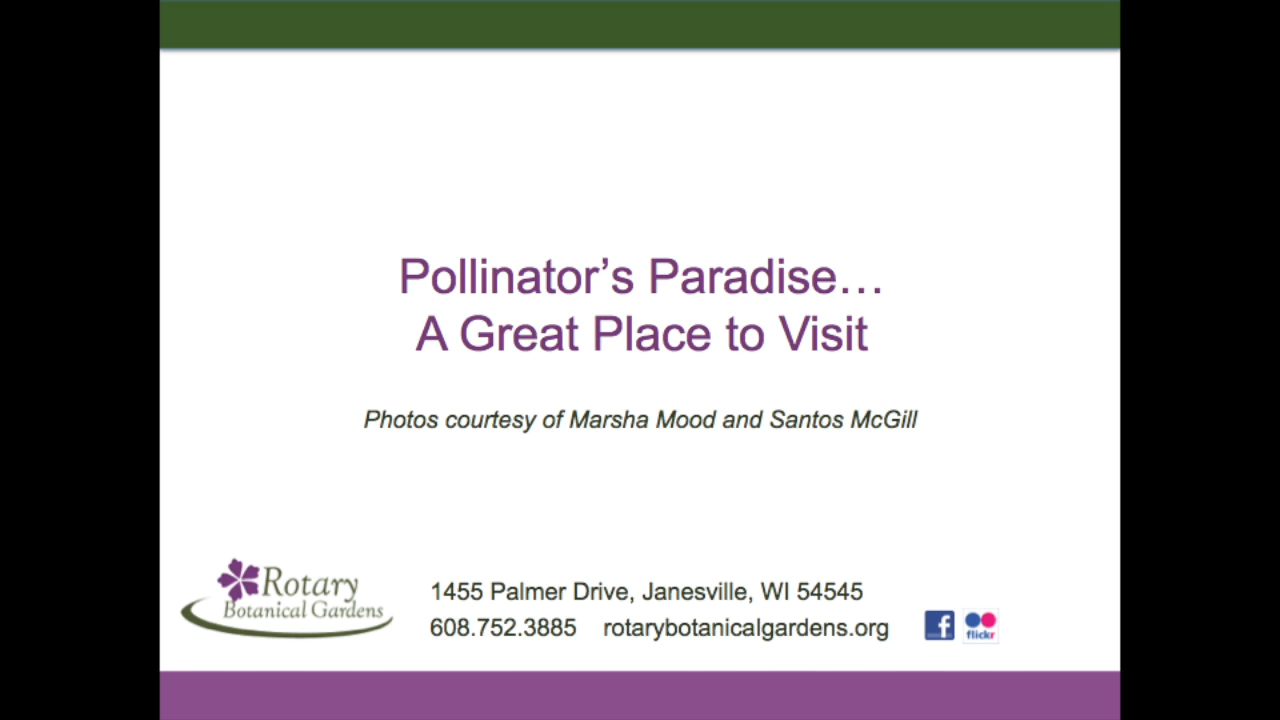 Pollinator’s Paradise…
A Great Place to Visit
Photos courtesy of Marsha Mood and Santos McGill
Rotary
Botanical Gardens
1455 Palmer Drive, Janesville, WI 54545
608.752.3885 rotarybotanicalgardens.org
f
flickr